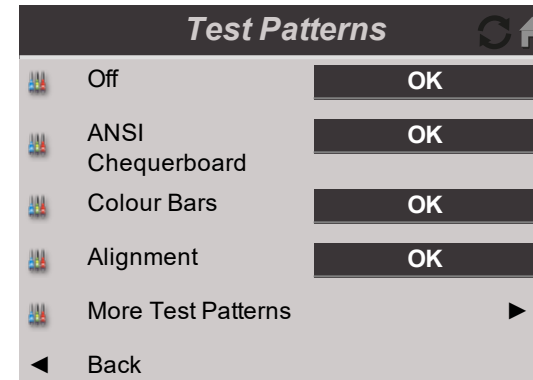 Test Patterns
Off OK
ANSI OK
Chequerboard
Colour Bars OK
Alignment OK
More Test Patterns ►
◄ Back